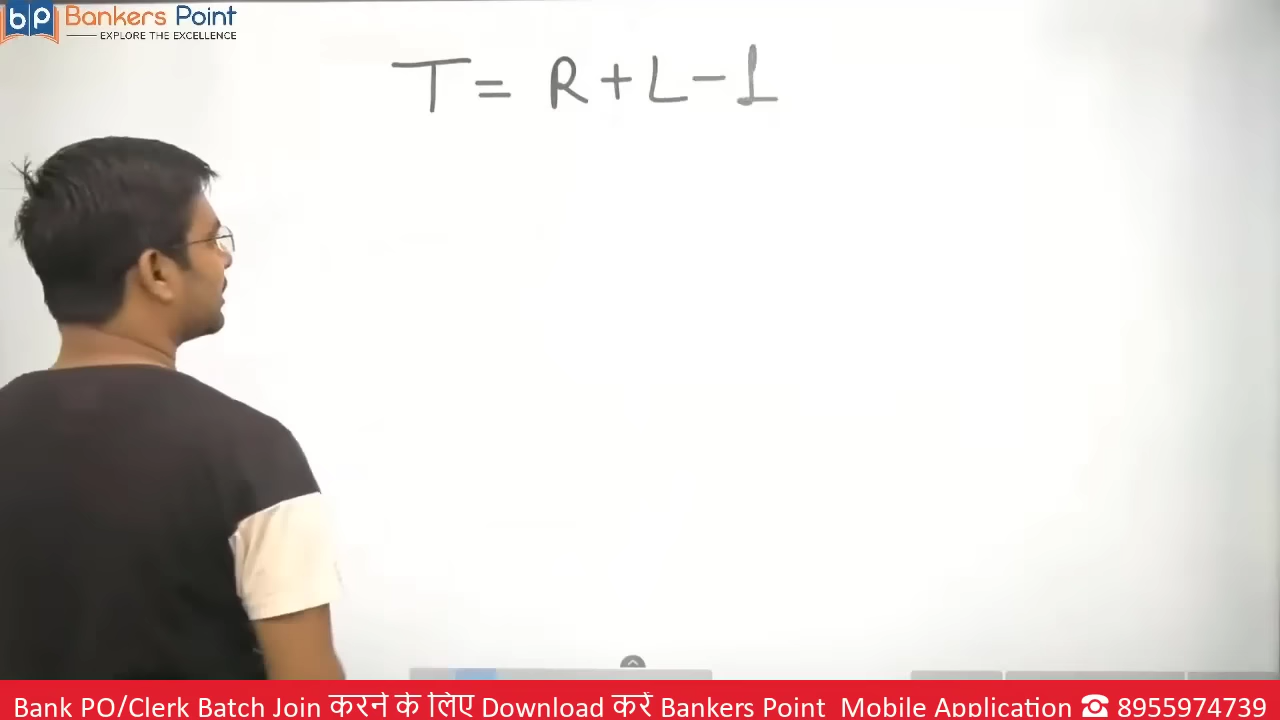 bp Bankers Point
EXPLORE THE EXCELLENCE
T = R + L - 1
Bank PO/Clerk Batch Join करने के लिए Download करें Bankers Point Mobile Application ☎ 8955974739